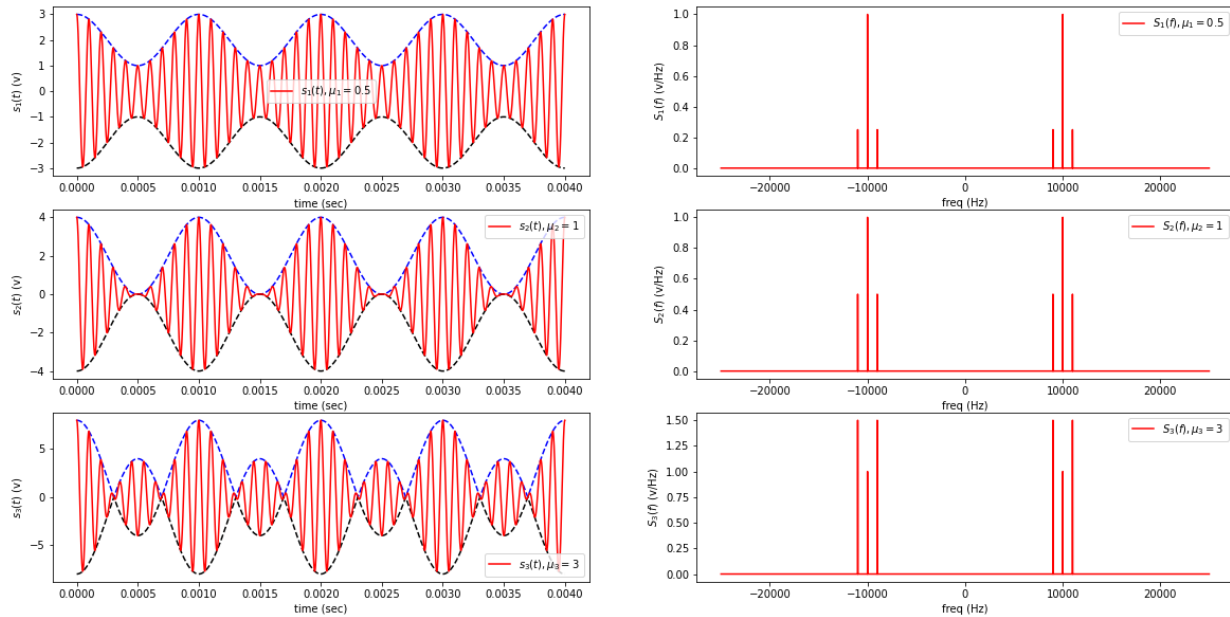 3
2
1
0
−1
−2
−3
s₁(t) (v)
s₁(t), μ₁ = 0.5
0.0000 0.0005 0.0010 0.0015 0.0020 0.0025 0.0030 0.0035 0.0040
time (sec)
1.0
0.8
0.6
0.4
0.2
0.0
S₁(f) (v/Hz)
S₁(f), μ₁ = 0.5
−20000 −10000 0 10000 20000
freq (Hz)
4
2
0
−2
−4
s₂(t) (v)
s₂(t), μ₂ = 1
0.0000 0.0005 0.0010 0.0015 0.0020 0.0025 0.0030 0.0035 0.0040
time (sec)
1.0
0.8
0.6
0.4
0.2
0.0
S₂(f) (v/Hz)
S₂(f), μ₂ = 1
−20000 −10000 0 10000 20000
freq (Hz)
5
0
−5
s₃(t) (v)
s₃(t), μ₃ = 3
0.0000 0.0005 0.0010 0.0015 0.0020 0.0025 0.0030 0.0035 0.0040
time (sec)
1.50
1.25
1.00
0.75
0.50
0.25
0.00
S₃(f) (v/Hz)
S₃(f), μ₃ = 3
−20000 −10000 0 10000 20000
freq (Hz)